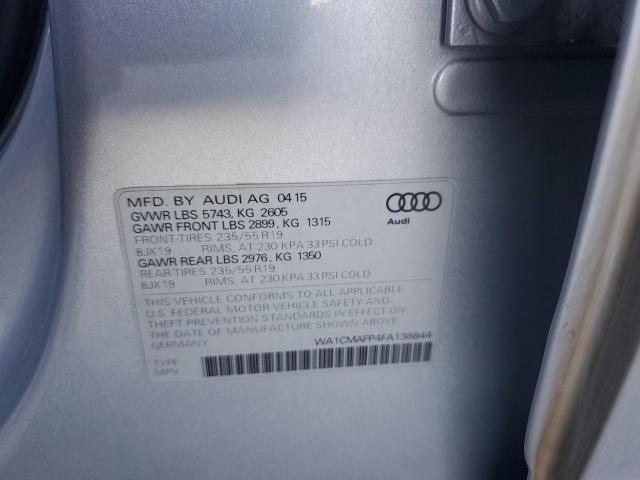 MFD. BY AUDI AG 04 15
GVWR LBS 5743, KG 2605
GAWR FRONT LBS 2899, KG 1315
FRONT-TIRES 235/55 R19
8JX19 RIMS, AT 230 KPA 33 PSI COLD
GAWR REAR LBS 2976, KG 1350
REAR-TIRES 235/55 R19
8JX19 RIMS, AT 230 KPA 33 PSI COLD
Audi
THIS VEHICLE CONFORMS TO ALL APPLICABLE
U.S. FEDERAL MOTOR VEHICLE SAFETY AND
THEFT PREVENTION STANDARDS IN EFFECT ON
THE DATE OF MANUFACTURE SHOWN ABOVE
GERMANY
WA1CMAFP4FA138844
TYPE:
MPV